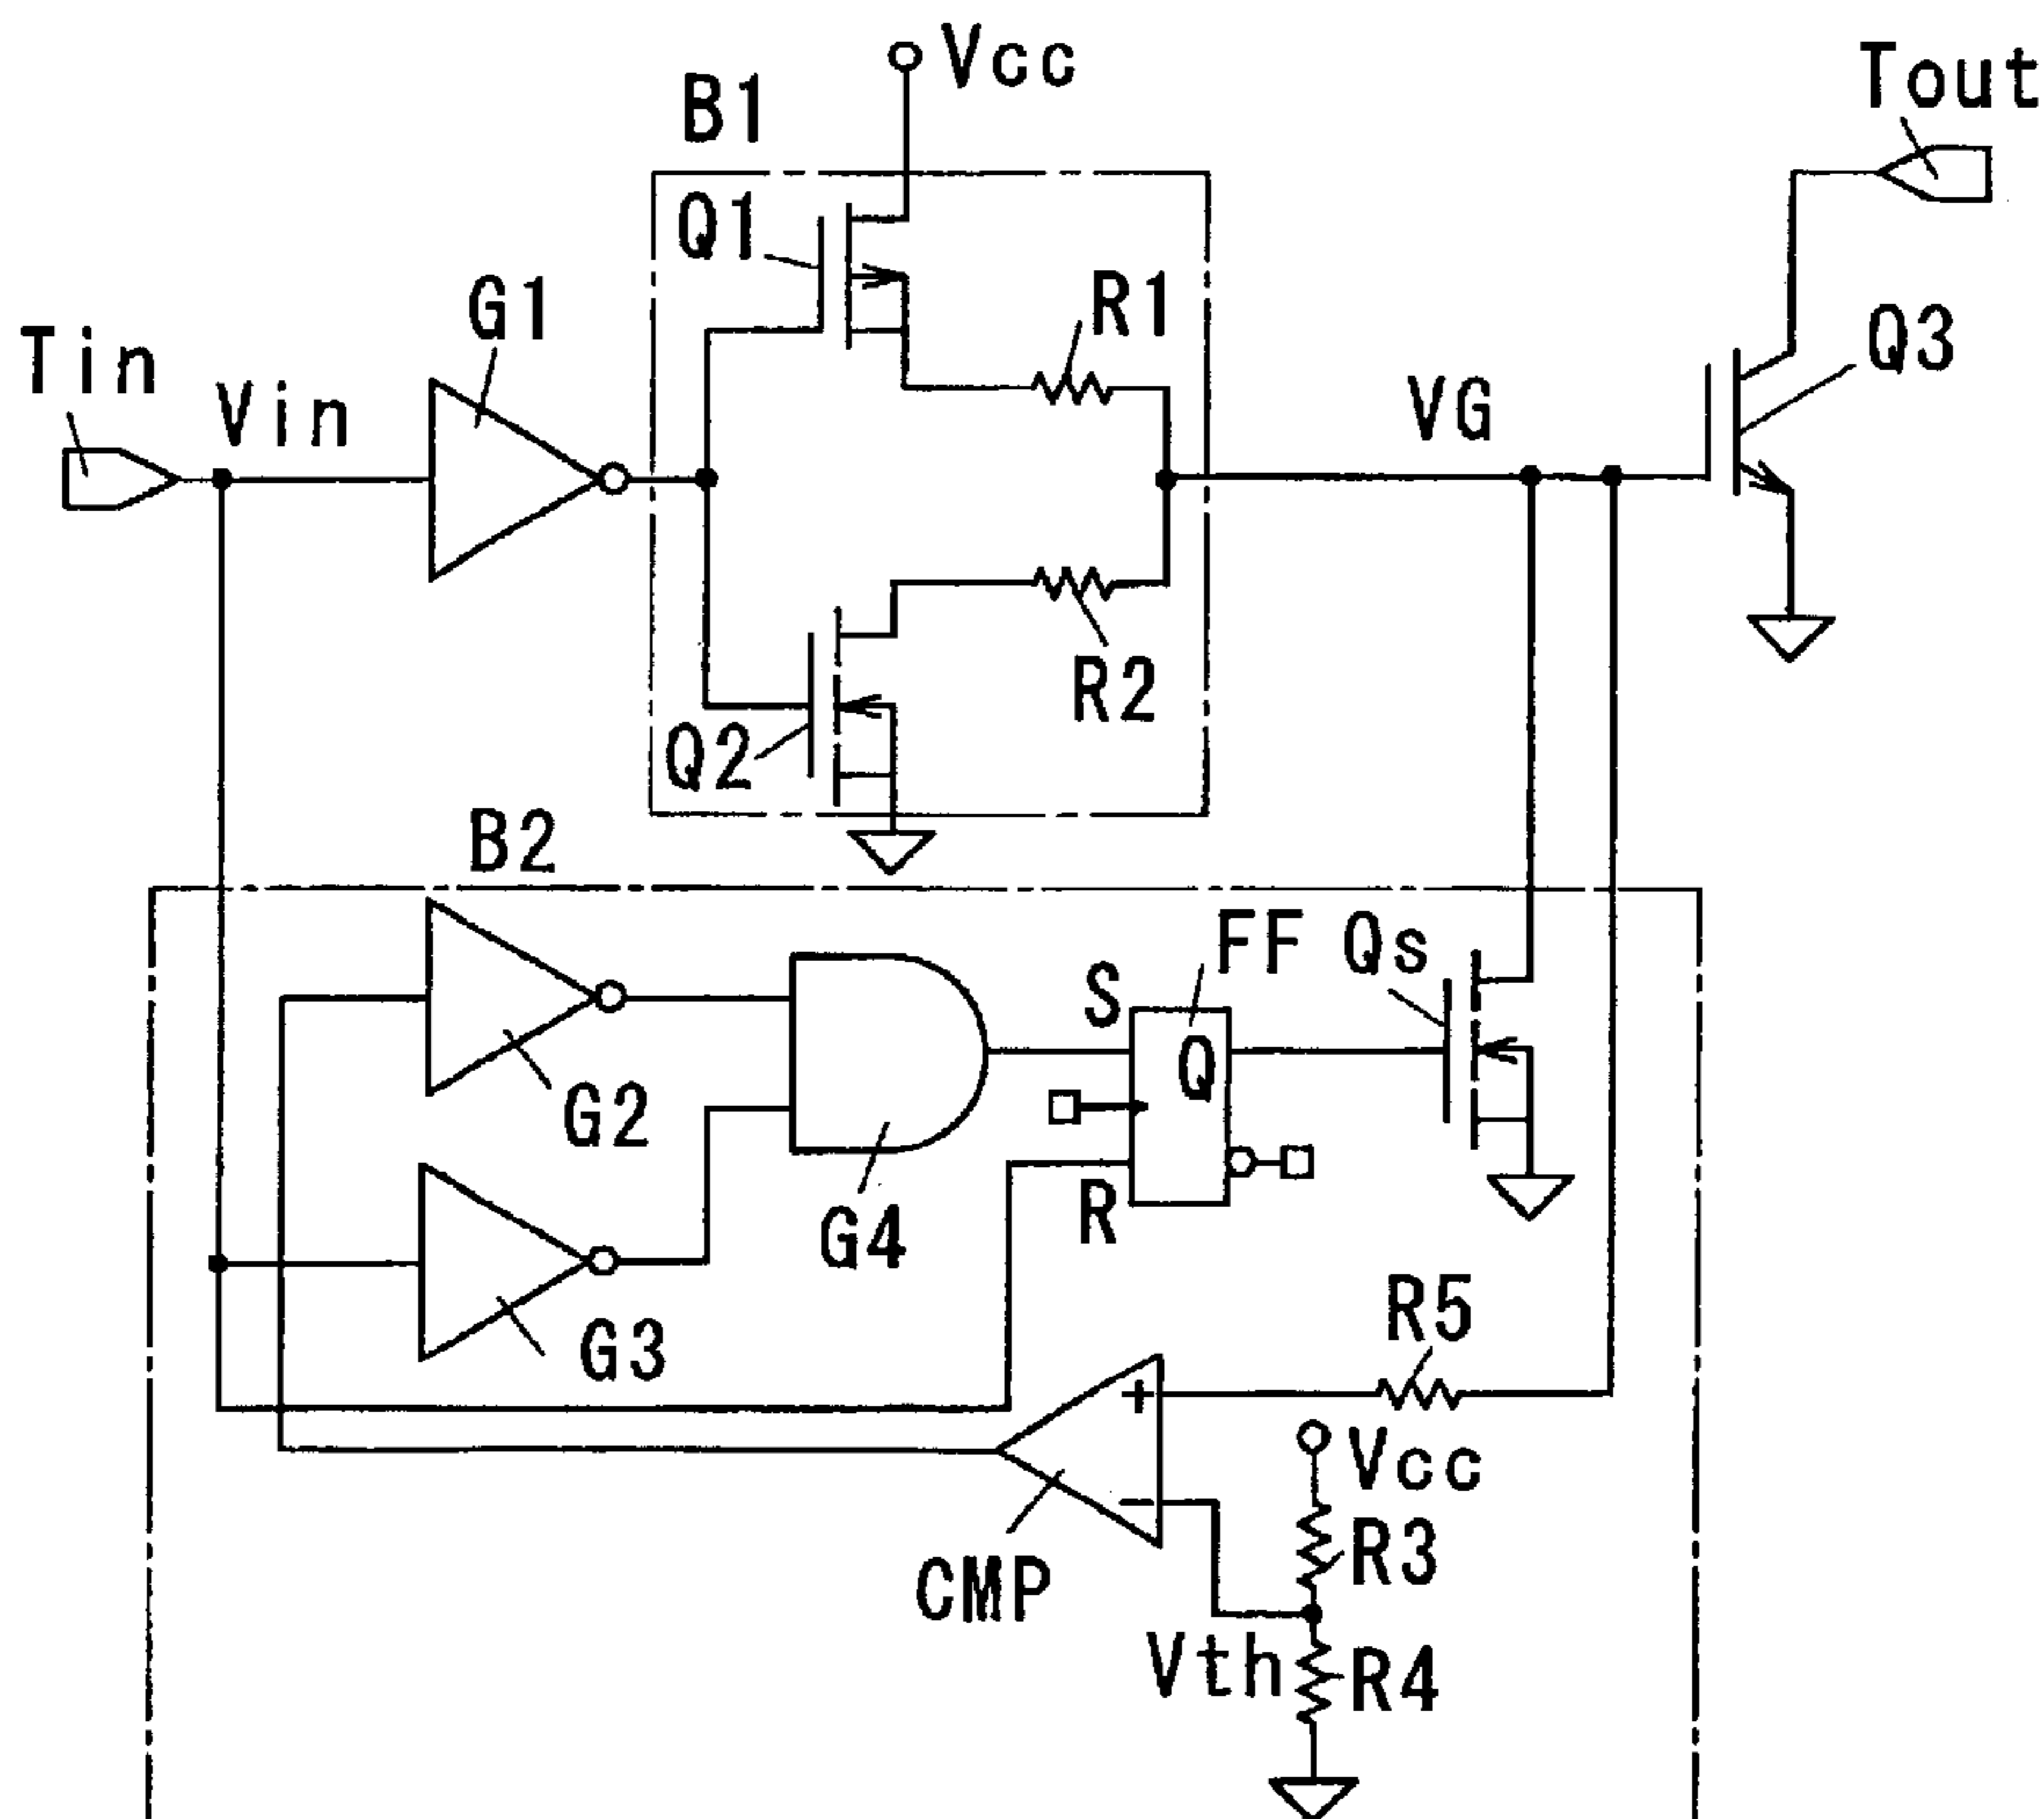 Vcc
Tout
B1
Q1
G1
R1
Q3
Tin
Vin
VG
R2
Q2
B2
FF
Qs
S
Q
G2
R
G4
R5
G3
+
Vcc
−
R3
CMP
Vth
R4